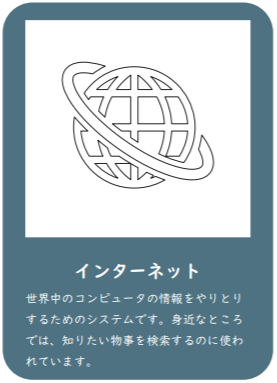 インターネット
世界中のコンピュータの情報をやりとり
するためのシステムです。身近なところ
では、知りたい物事を検索するのに使わ
れています。